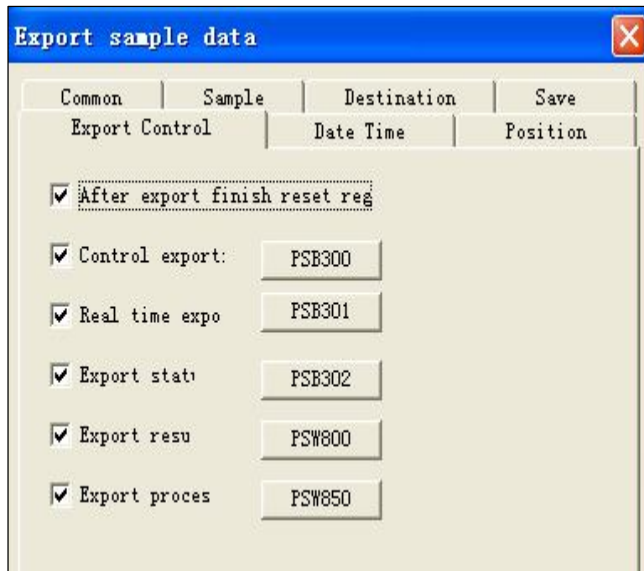 Export sample data
Common Sample Destination Save
Export Control Date Time Position
After export finish reset reg
Control export: PSB300
Real time expo PSB301
Export stat PSB302
Export resu PSW800
Export proces PSW850